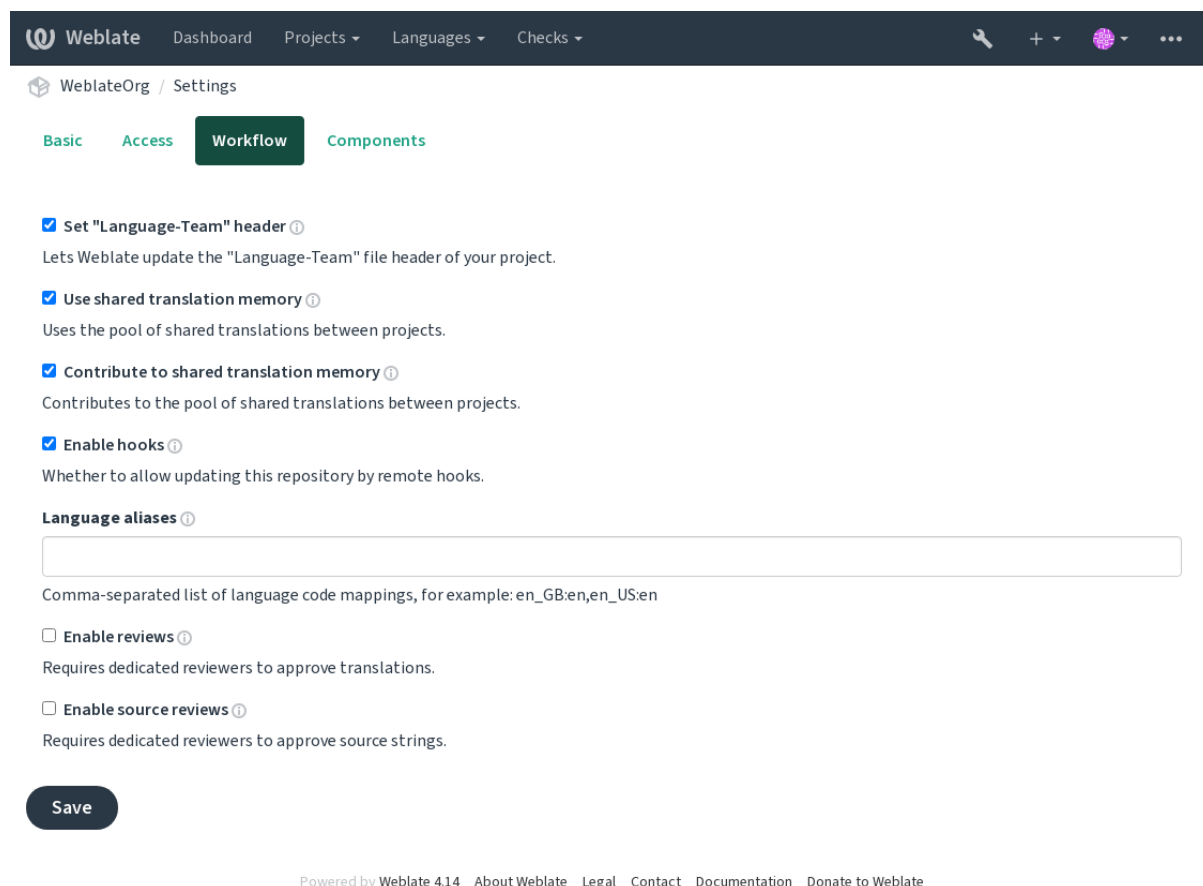 Weblate Dashboard Projects Languages Checks
WeblateOrg / Settings
Basic Access Workflow Components
Set "Language-Team" header
Lets Weblate update the "Language-Team" file header of your project.
Use shared translation memory
Uses the pool of shared translations between projects.
Contribute to shared translation memory
Contributes to the pool of shared translations between projects.
Enable hooks
Whether to allow updating this repository by remote hooks.
Language aliases
Comma-separated list of language code mappings, for example: en_GB:en,en_US:en
Enable reviews
Requires dedicated reviewers to approve translations.
Enable source reviews
Requires dedicated reviewers to approve source strings.
Save
Powered by Weblate 4.14 About Weblate Legal Contact Documentation Donate to Weblate